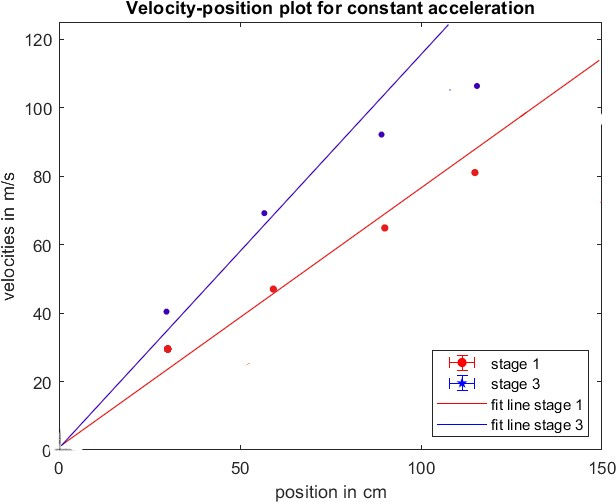 Velocity-position plot for constant acceleration
120
100
80
60
40
20
0
velocities in m/s
stage 1
stage 3
fit line stage 1
fit line stage 3
0
50
100
150
position in cm